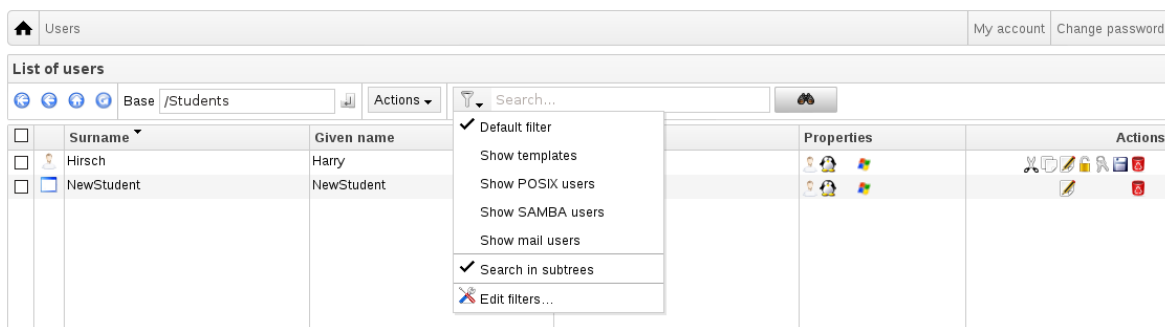 Users My account Change password
List of users
Base /Students Actions Search...
Surname Given name Properties Actions
Hirsch Harry
NewStudent NewStudent
Default filter
Show templates
Show POSIX users
Show SAMBA users
Show mail users
Search in subtrees
Edit filters...